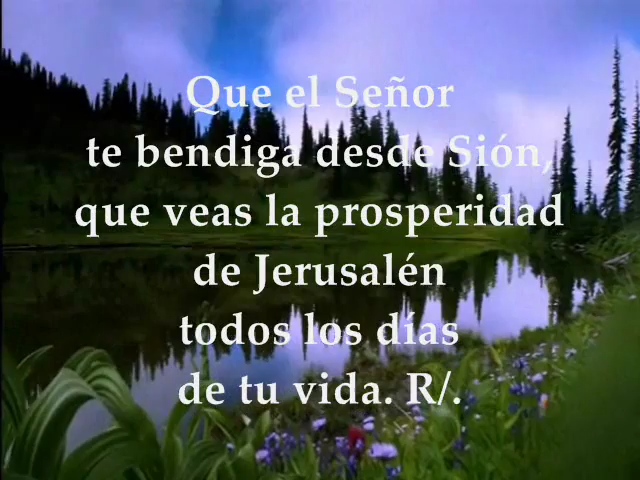 Que el Señor
te bendiga desde Sión,
que veas la prosperidad
de Jerusalén
todos los días
de tu vida. R/.